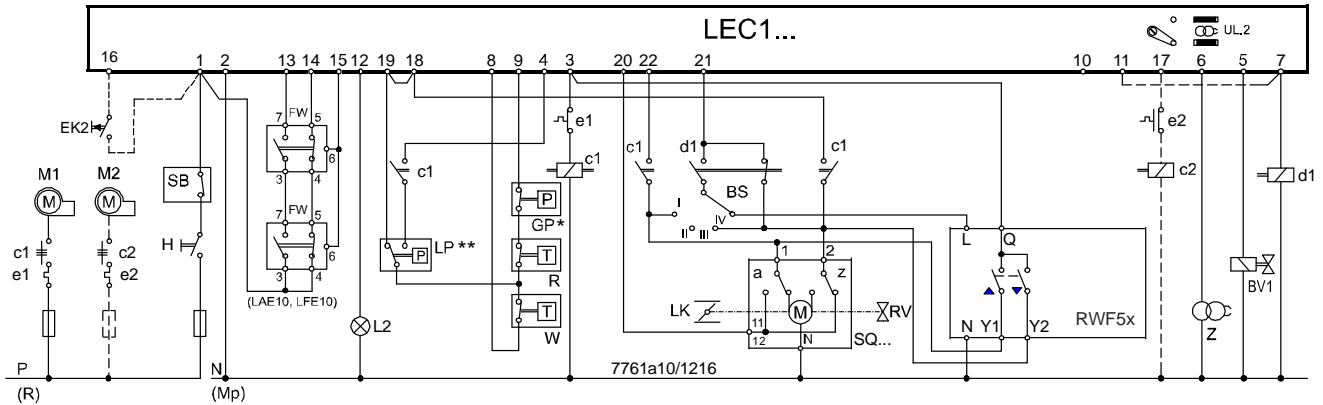 LEC1...
UL.2
16 1 2 13 14 15 12 19 18 8 9 4 3 20 22 21 10 11 17 6 5 7
EK2
7 FW 5
6
3 4
e1
e2
c1
c1
d1
c1
c2
d1
M1 M2
M M
SB
c1
BS
P
GP*
I
II III IV
L Q
H
7 FW 5
6
3 4
LP**
P
T
R
c1 c2
e1 e2
1 2
a z
BV1
(LAE10, LFE10)
L2
T
W
LK
M
RV
11
12
N
SQ...
N Y1 Y2
RWF5x
Z
P N
(R) (Mp)
7761a10/1216